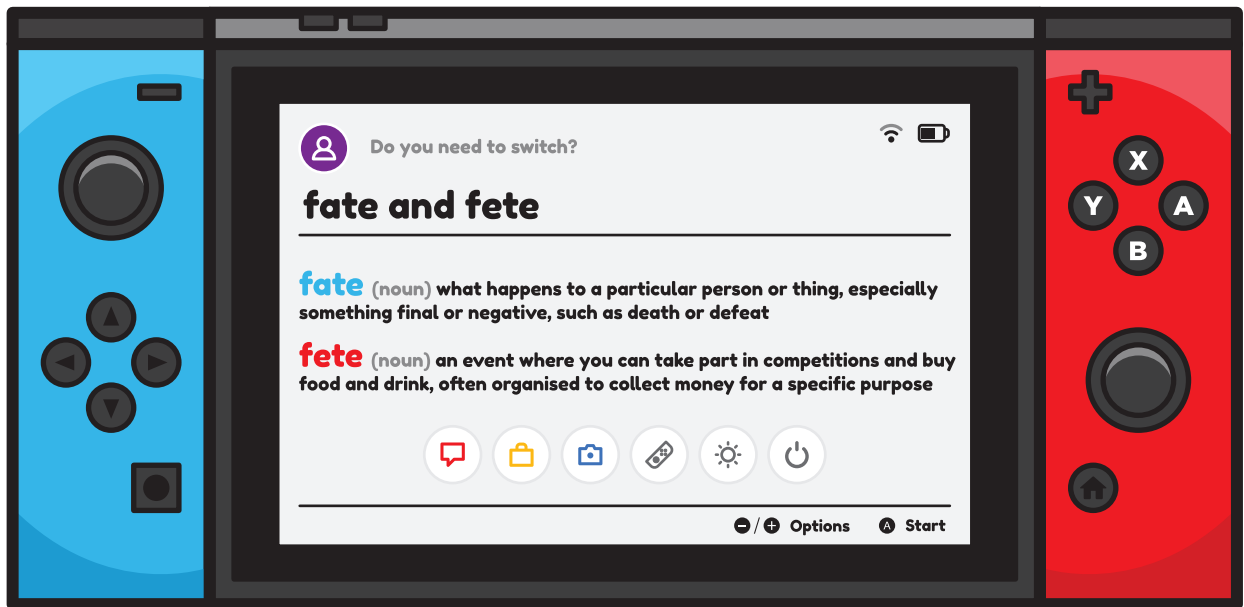 Do you need to switch?
fate and fete
fate (noun) what happens to a particular person or thing, especially
something final or negative, such as death or defeat
fete (noun) an event where you can take part in competitions and buy
food and drink, often organised to collect money for a specific purpose
-/+ Options A Start
X
Y A
B